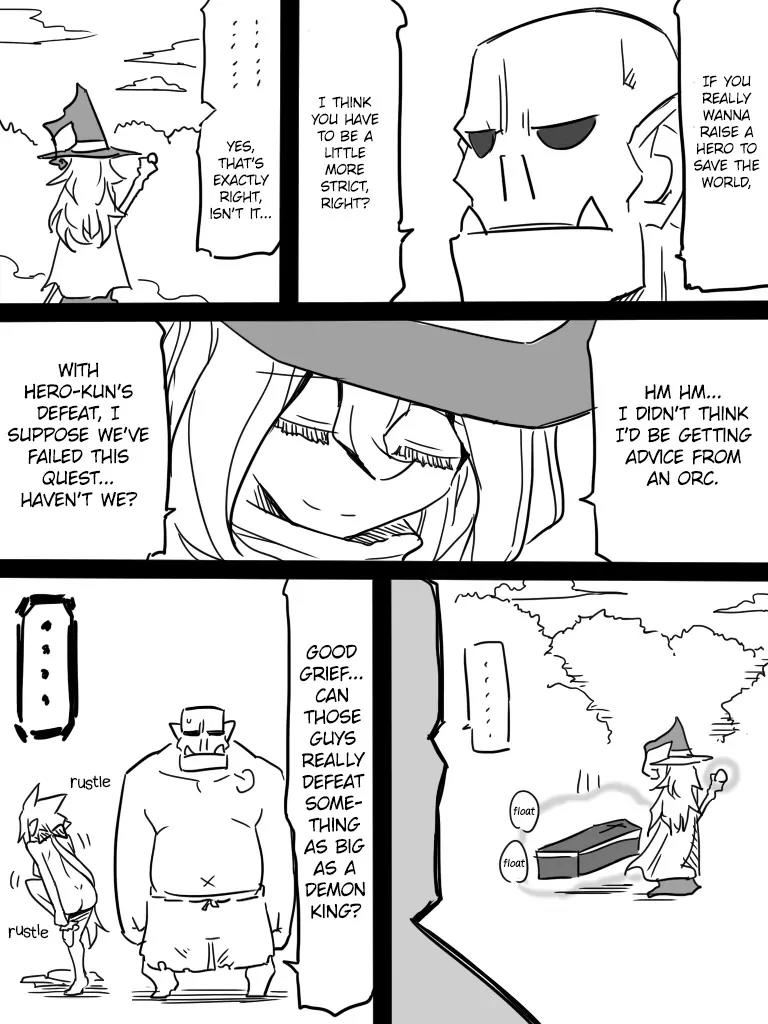 IF YOU
REALLY
WANNA
RAISE A
HERO TO
SAVE THE
WORLD,
I THINK
YOU HAVE
TO BE A
LITTLE
MORE
STRICT,
RIGHT?
YES,
THAT'S
EXACTLY
RIGHT,
ISN'T IT...
HM HM...
I DIDN'T THINK
I'D BE GETTING
ADVICE FROM
AN ORC.
WITH
HERO-KUN'S
DEFEAT, I
SUPPOSE WE'VE
FAILED THIS
QUEST...
HAVEN'T WE?
float
float
GOOD
GRIEF...
CAN
THOSE
GUYS
REALLY
DEFEAT
SOME-
THING
AS BIG
AS A
DEMON
KING?
rustle
rustle